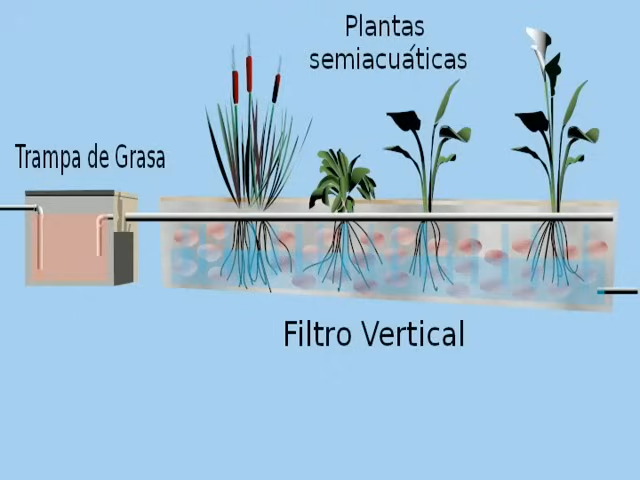 Plantas
semiacuáticas
Trampa de Grasa
Filtro Vertical